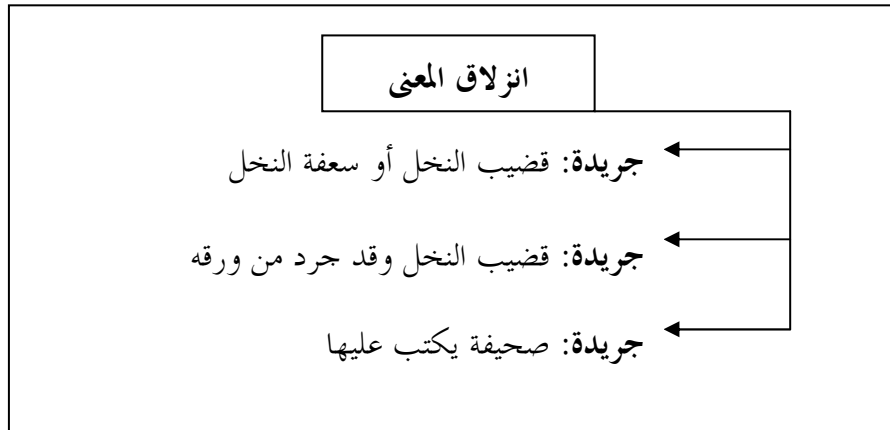 انزلاق المعنى
جريدة: قضيب النخل أو سعفة النخل
جريدة: قضيب النخل وقد جرد من ورقه
جريدة: صحيفة يكتب عليها